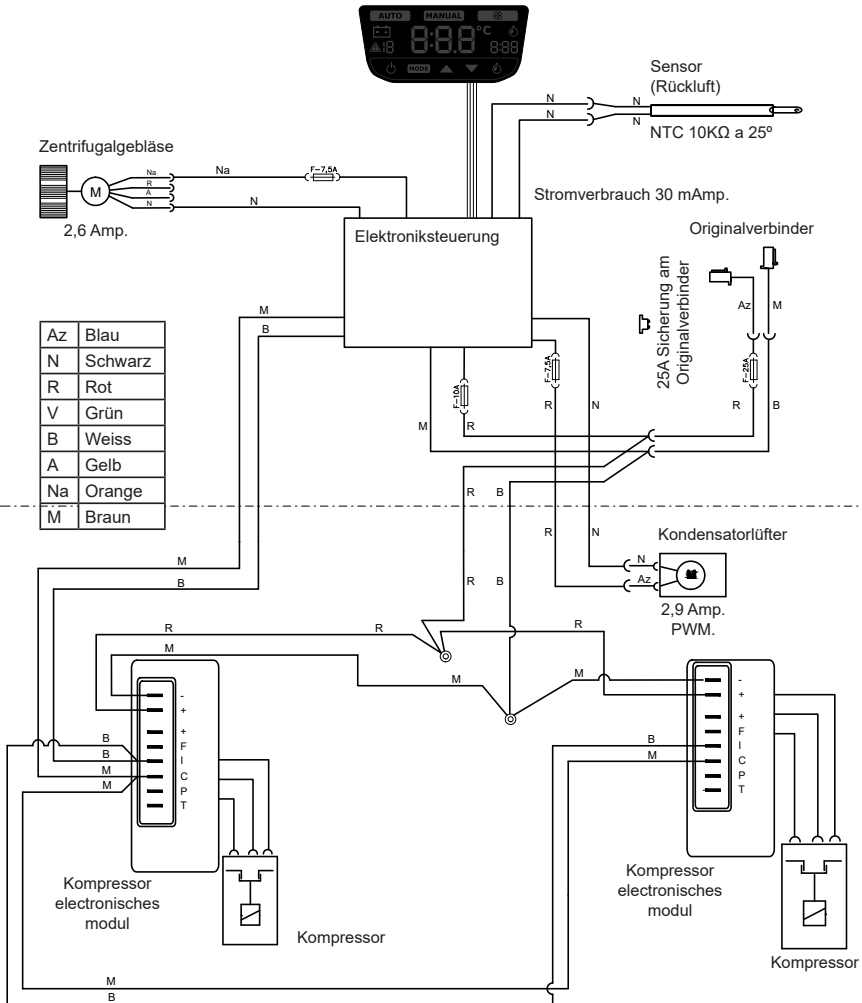 AUTO MANUAL
8:8.8 °C
18 8:88
MODE
Sensor
(Rückluft)
N N
N N
NTC 10KΩ a 25º
Zentrifugalgebläse
Na Na F-7,5A
R
A
N N
M
2,6 Amp.
Stromverbrauch 30 mAmp.
Elektroniksteuerung
Originalverbinder
25A Sicherung am
Originalverbinder
Az M
M
B
F-10A
F-7,5A
F-25A
R N
R B
M R
Az Blau
N Schwarz
R Rot
V Grün
B Weiss
A Gelb
Na Orange
M Braun
R B
R N
Kondensatorlüfter
N
Az
2,9 Amp.
PWM.
M
B
R B
R R R
M
M M
-
+
+
F
I
C
P
T
B
B
M
M
-
+
+
F
I
C
P
T
B
M
Kompressor
electronisches
modul
Kompressor
Kompressor
electronisches
modul
Kompressor
M
B